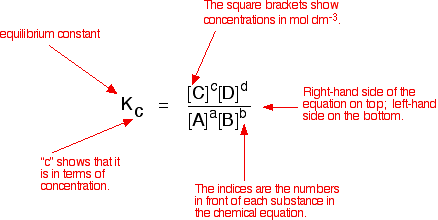 The square brackets show
concentrations in mol dm-3.
equilibrium constant
Kc = [C]c[D]d
[A]a[B]b
Right-hand side of the
equation on top; left-hand
side on the bottom.
"c" shows that it
is in terms of
concentration.
The indices are the numbers
in front of each substance in
the chemical equation.